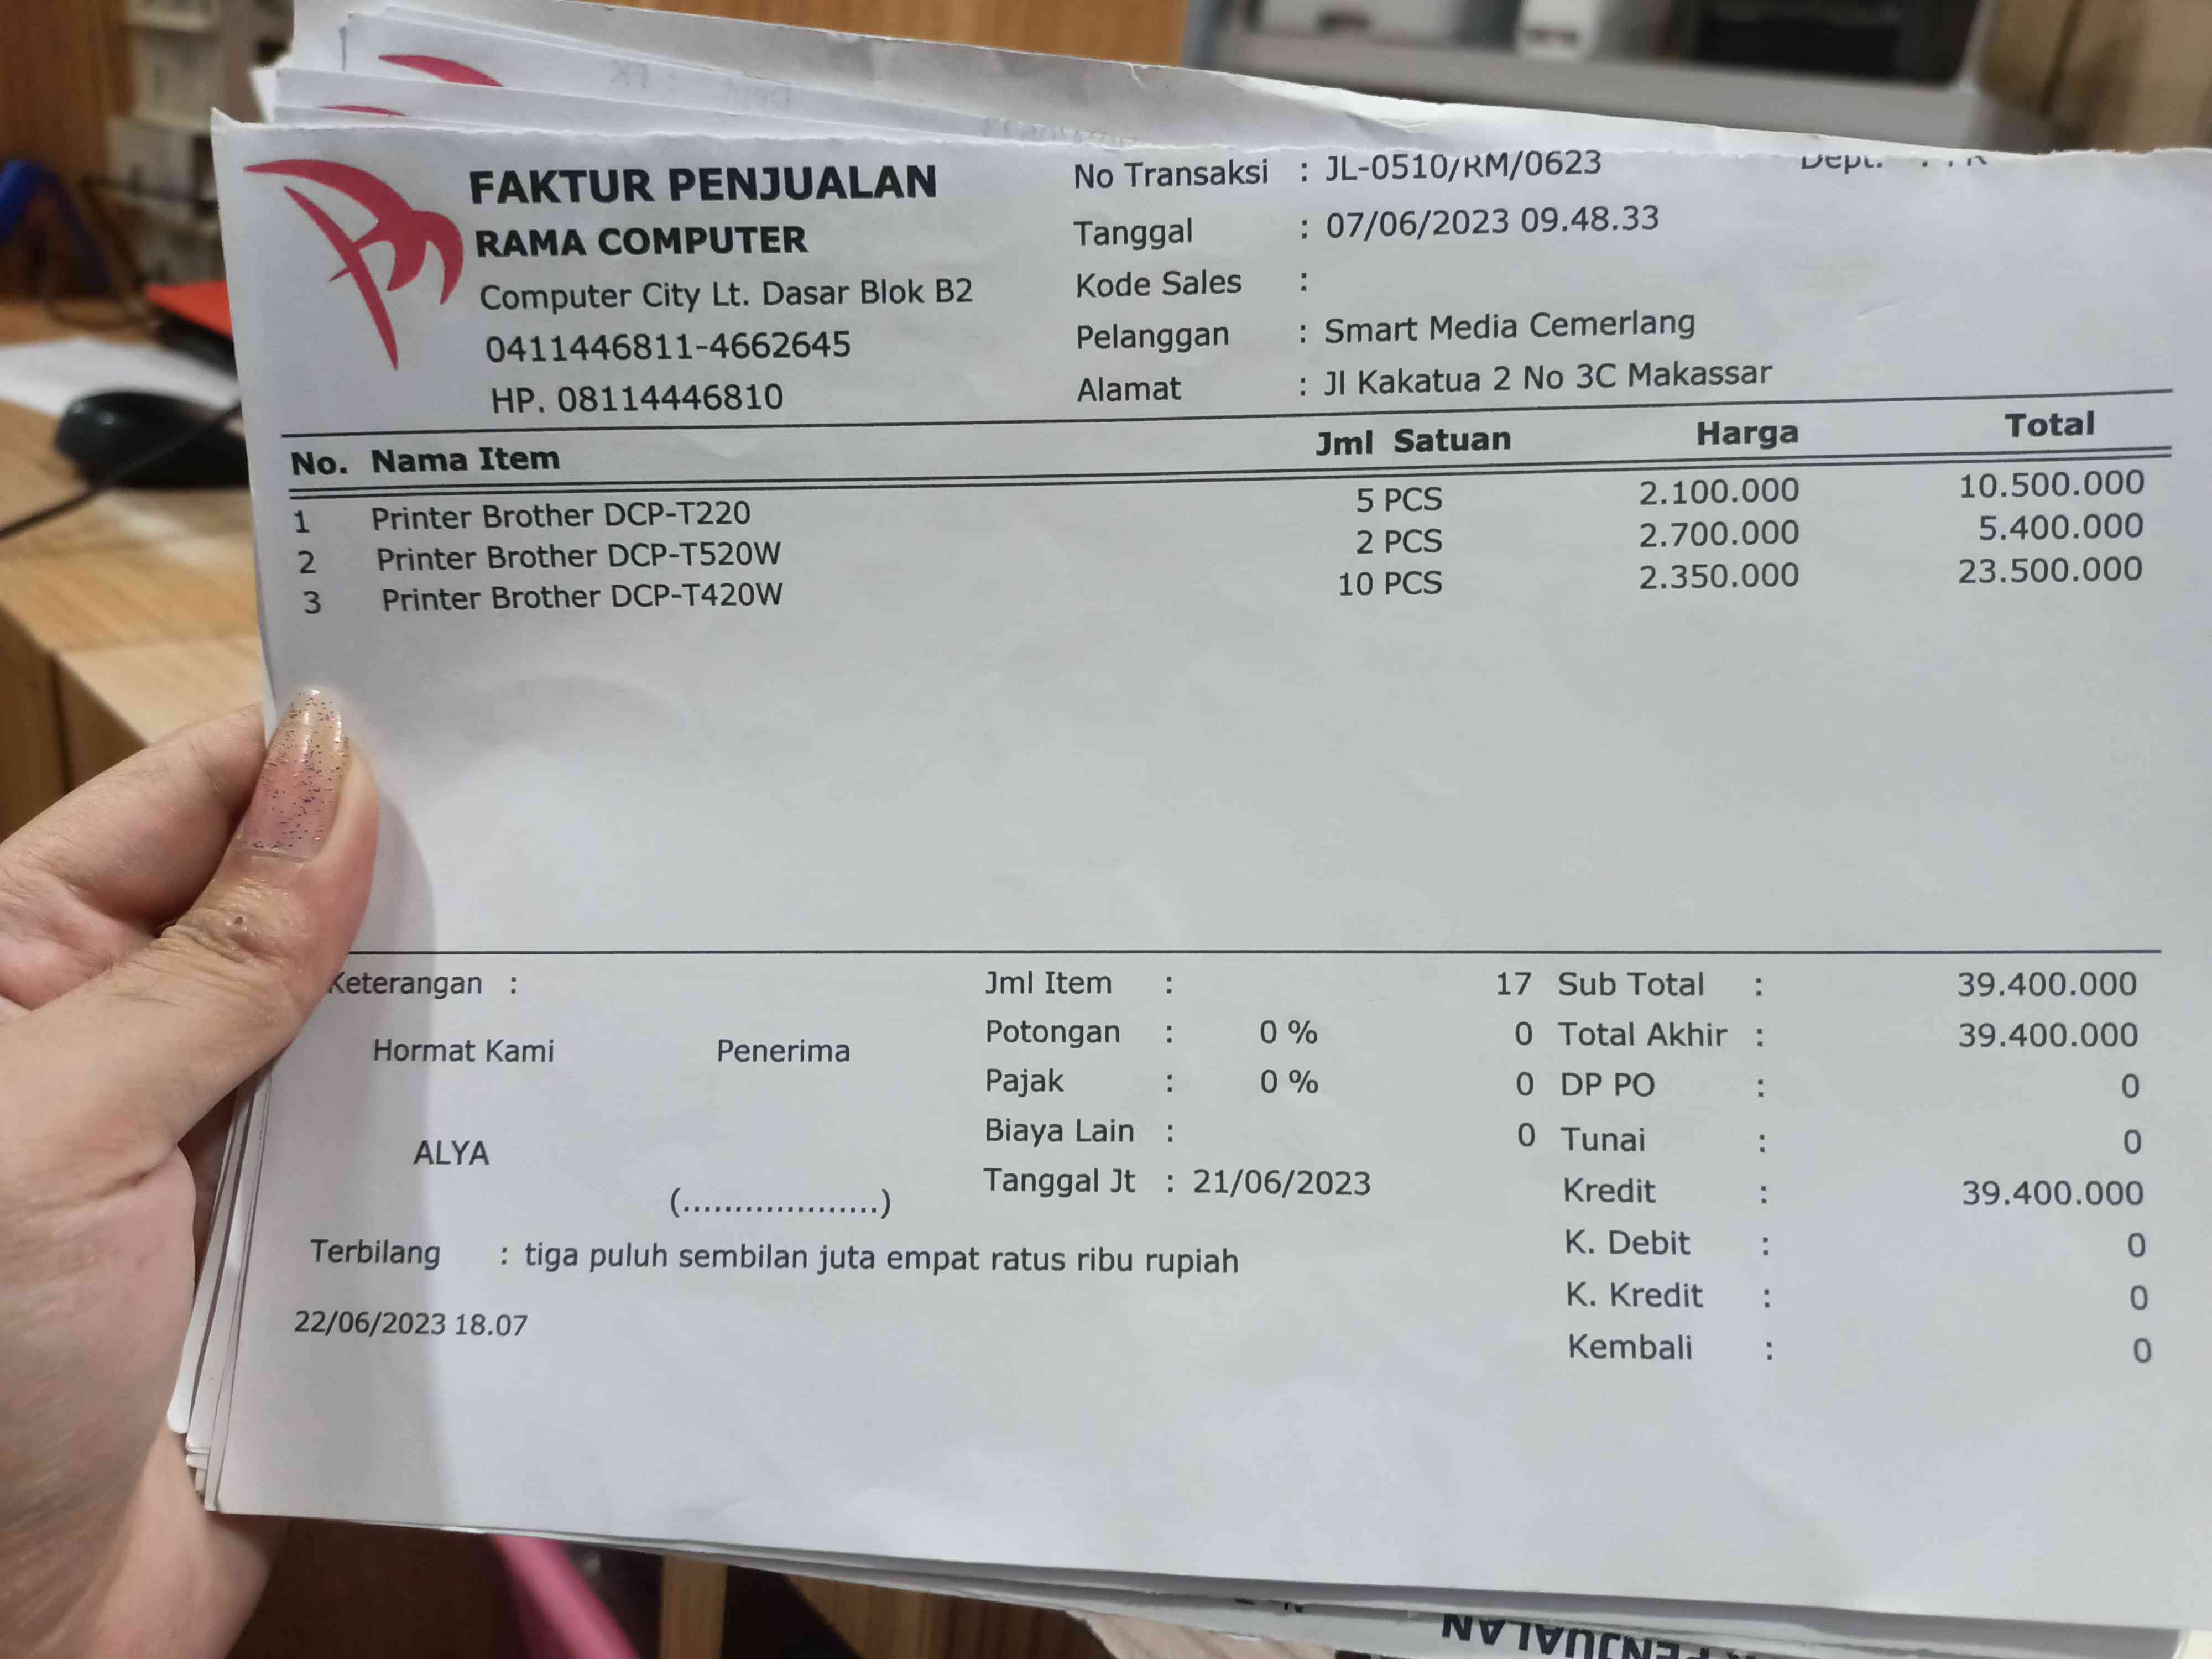 FAKTUR PENJUALAN
RAMA COMPUTER
Computer City Lt. Dasar Blok B2
0411446811-4662645
HP. 08114446810
No Transaksi : JL-0510/RM/0623
Dept. :
Tanggal : 07/06/2023 09.48.33
Kode Sales :
Pelanggan : Smart Media Cemerlang
Alamat : Jl Kakatua 2 No 3C Makassar
No. Nama Item Jml Satuan Harga Total
1 Printer Brother DCP-T220 5 PCS 2.100.000 10.500.000
2 Printer Brother DCP-T520W 2 PCS 2.700.000 5.400.000
3 Printer Brother DCP-T420W 10 PCS 2.350.000 23.500.000
Keterangan :
Hormat Kami Penerima
ALYA
(...................)
Jml Item : 17
Potongan : 0 % 0
Pajak : 0 % 0
Biaya Lain : 0
Tanggal Jt : 21/06/2023
Sub Total : 39.400.000
Total Akhir : 39.400.000
DP PO : 0
Tunai : 0
Kredit : 39.400.000
K. Debit : 0
K. Kredit : 0
Kembali : 0
Terbilang : tiga puluh sembilan juta empat ratus ribu rupiah
22/06/2023 18.07
PENJUALAN